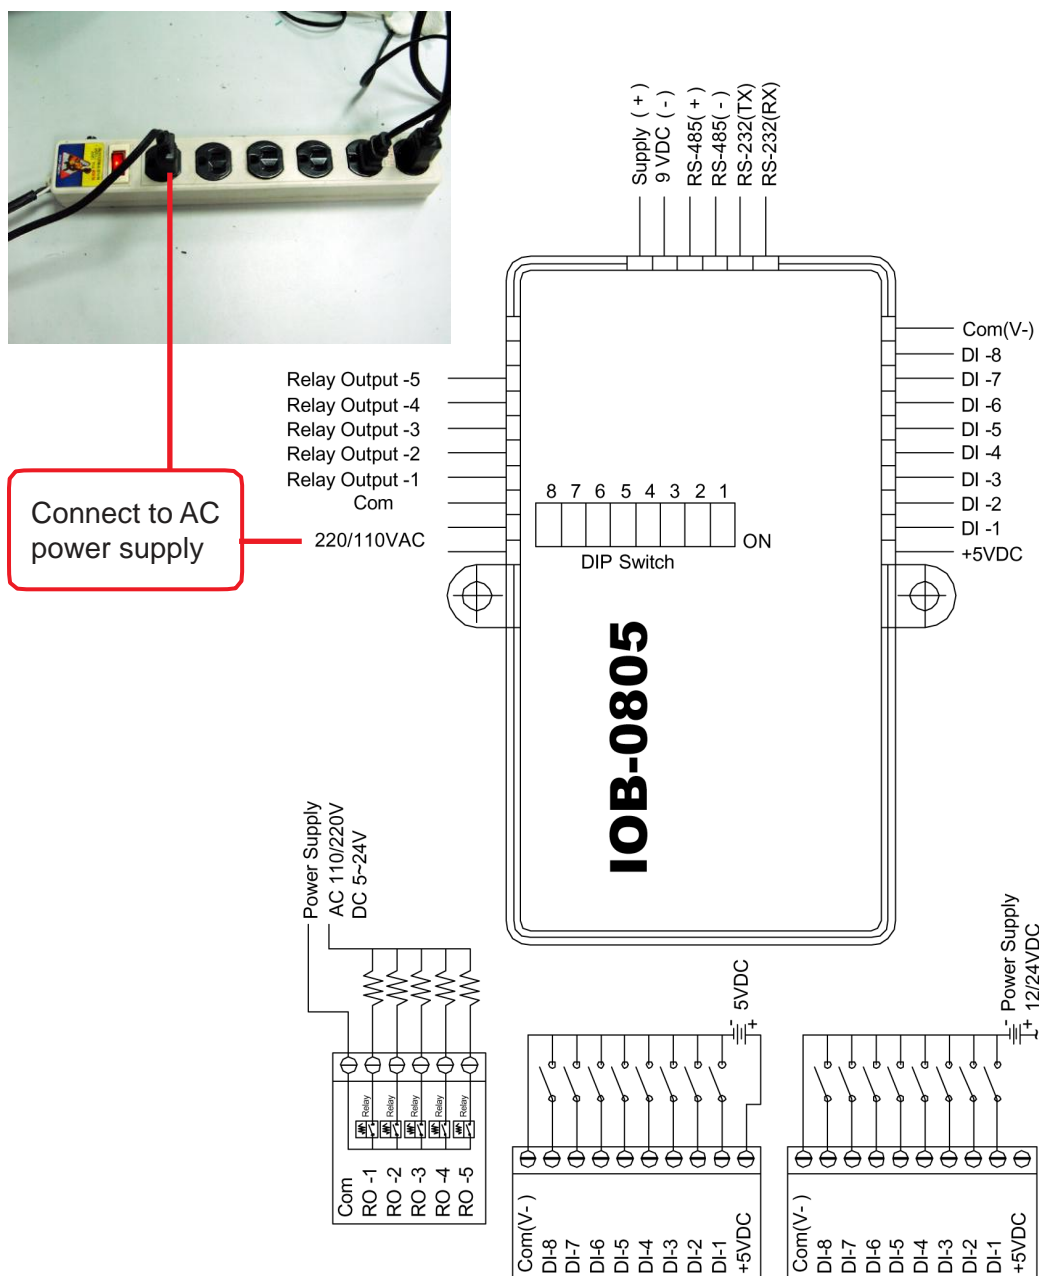 Supply ( + )
9 VDC ( - )
RS-485( + )
RS-485( - )
RS-232(TX)
RS-232(RX)
Com(V-)
DI -8
DI -7
DI -6
DI -5
DI -4
DI -3
DI -2
DI -1
+5VDC
Relay Output -5
Relay Output -4
Relay Output -3
Relay Output -2
Relay Output -1
Com
220/110VAC
Connect to AC
power supply
8 7 6 5 4 3 2 1
ON
DIP Switch
IOB-0805
Power Supply
AC 110/220V
DC 5~24V
Relay
Relay
Relay
Relay
Relay
Com
RO -1
RO -2
RO -3
RO -4
RO -5
- +
5VDC
Com(V- )
DI-8
DI-7
DI-6
DI-5
DI-4
DI-3
DI-2
DI-1
+5VDC
- +
Power Supply
12/24VDC
~
Com(V- )
DI-8
DI-7
DI-6
DI-5
DI-4
DI-3
DI-2
DI-1
+5VDC